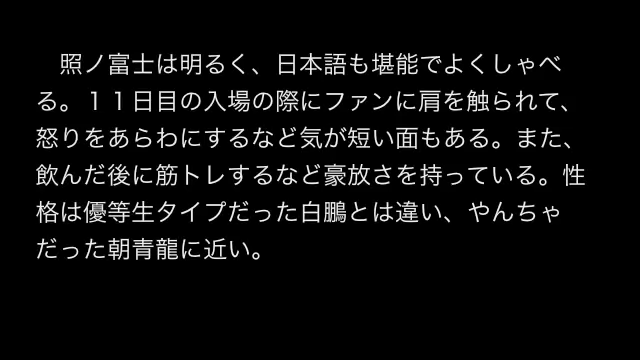 照ノ富士は明るく、日本語も堪能でよくしゃべ
る。１１日目の入場の際にファンに肩を触られて、
怒りをあらわにするなど気が短い面もある。また、
飲んだ後に筋トレするなど豪放さを持っている。性
格は優等生タイプだった白鵬とは違い、やんちゃ
だった朝青龍に近い。